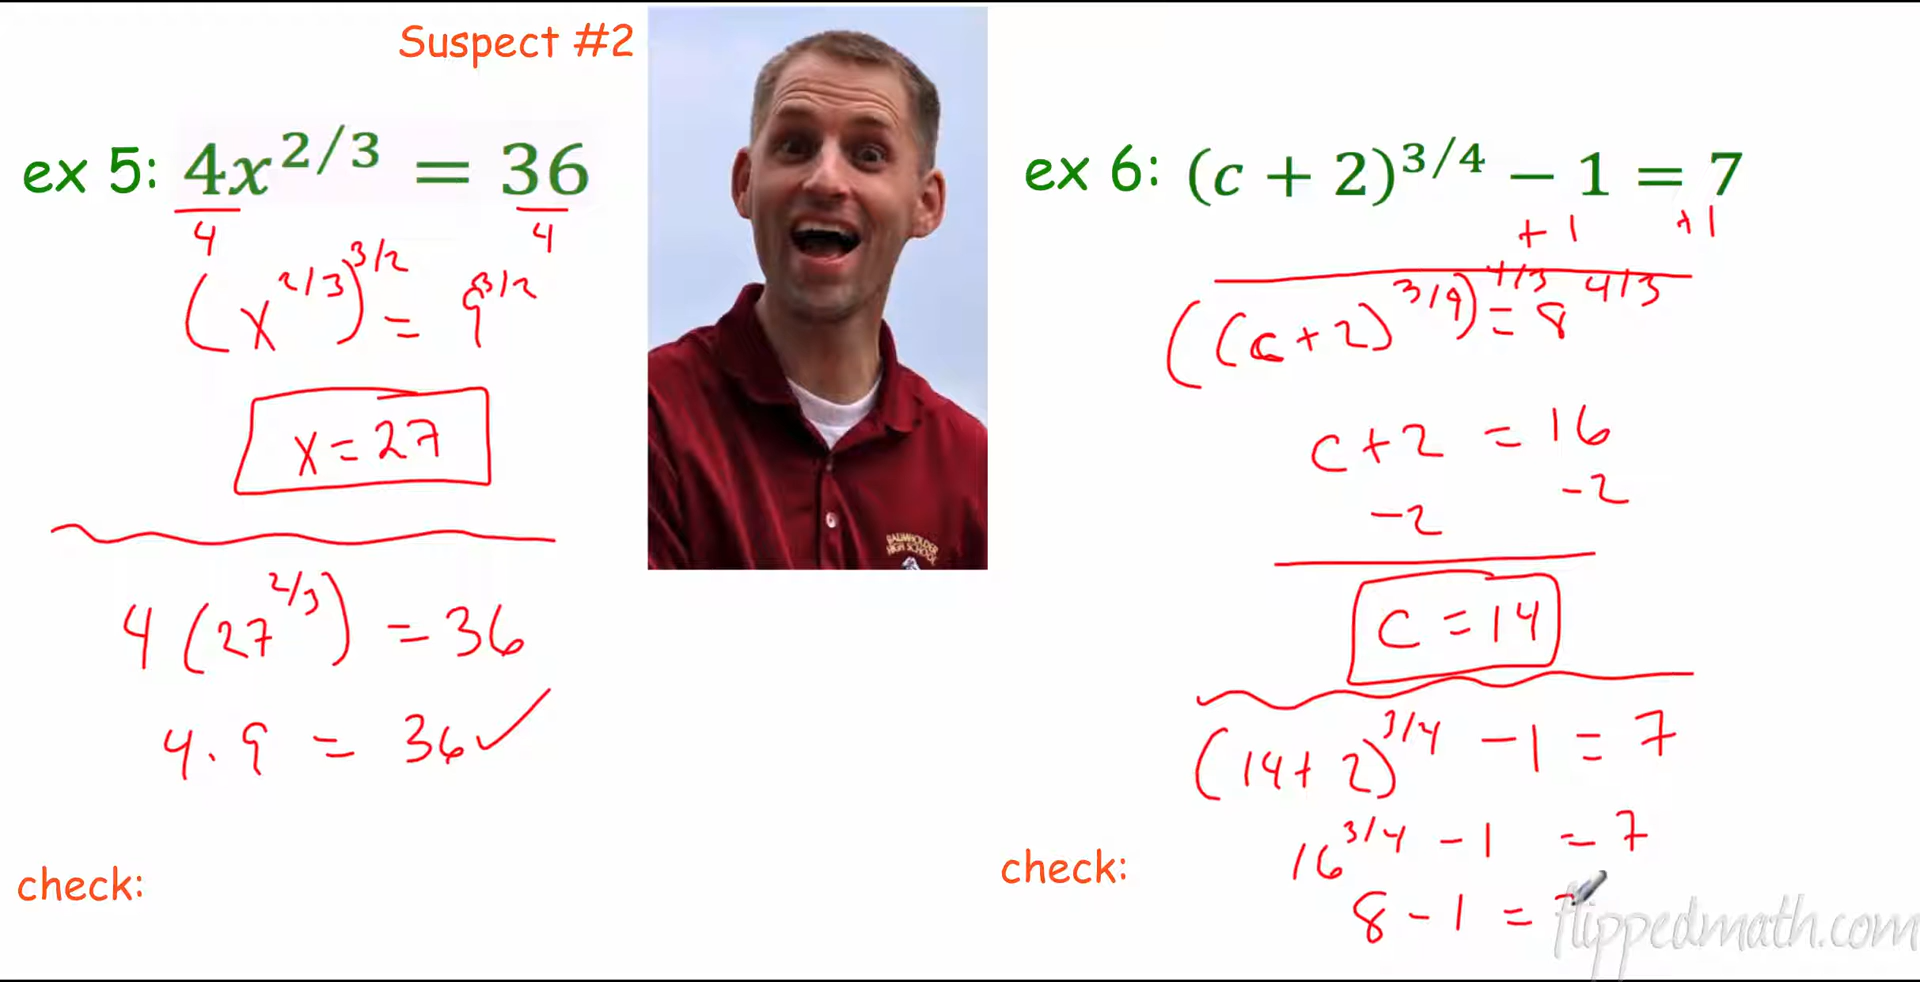 Suspect #2
ex 5: 4x^{2/3} = 36
4 4
(x^{2/3})^{3/2} = 9^{3/2}
x = 27
4(27^{2/3}) = 36
4 · 9 = 36 ✓
check:
BAUMHOLDER
HIGH SCHOOL
ex 6: (c + 2)^{3/4} − 1 = 7
+1 +1
((c+2)^{3/4})^{4/3} = 8^{4/3}
c + 2 = 16
-2 -2
c = 14
(14+2)^{3/4} - 1 = 7
16^{3/4} - 1 = 7
8 - 1 =
check:
flippedmath.com